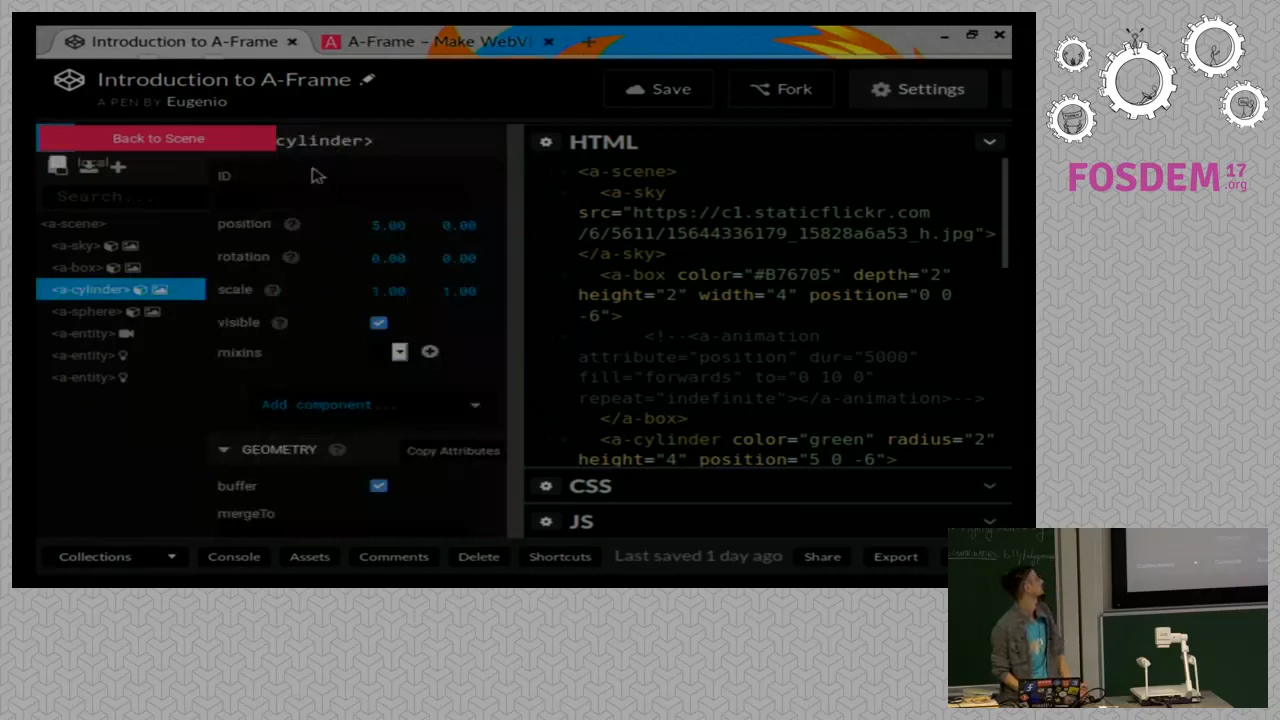 Introduction to A-Frame
A-Frame – Make WebV
Introduction to A-Frame
A PEN BY Eugenio
Save
Fork
Settings
Back to Scene
cylinder>
local
Search...
<a-scene>
<a-sky>
<a-box>
<a-cylinder>
<a-sphere>
<a-entity>
<a-entity>
<a-entity>
ID
position 5.00 0.00
rotation 0.00 0.00
scale 1.00 1.00
visible
mixins
Add component...
GEOMETRY
Copy Attributes
buffer
mergeTo
HTML
<a-scene>
<a-sky
src="https://c1.staticflickr.com
/6/5611/15644336179_15828a6a53_h.jpg">
</a-sky>
<a-box color="#B76705" depth="2"
height="2" width="4" position="0 0
-6">
<!--<a-animation
attribute="position" dur="5000"
fill="forwards" to="0 10 0"
repeat="indefinite"></a-animation>-->
</a-box>
<a-cylinder color="green" radius="2"
height="4" position="5 0 -6">
CSS
JS
Collections
Console
Assets
Comments
Delete
Shortcuts
Last saved 1 day ago
Share
Export
FOSDEM 17
.org